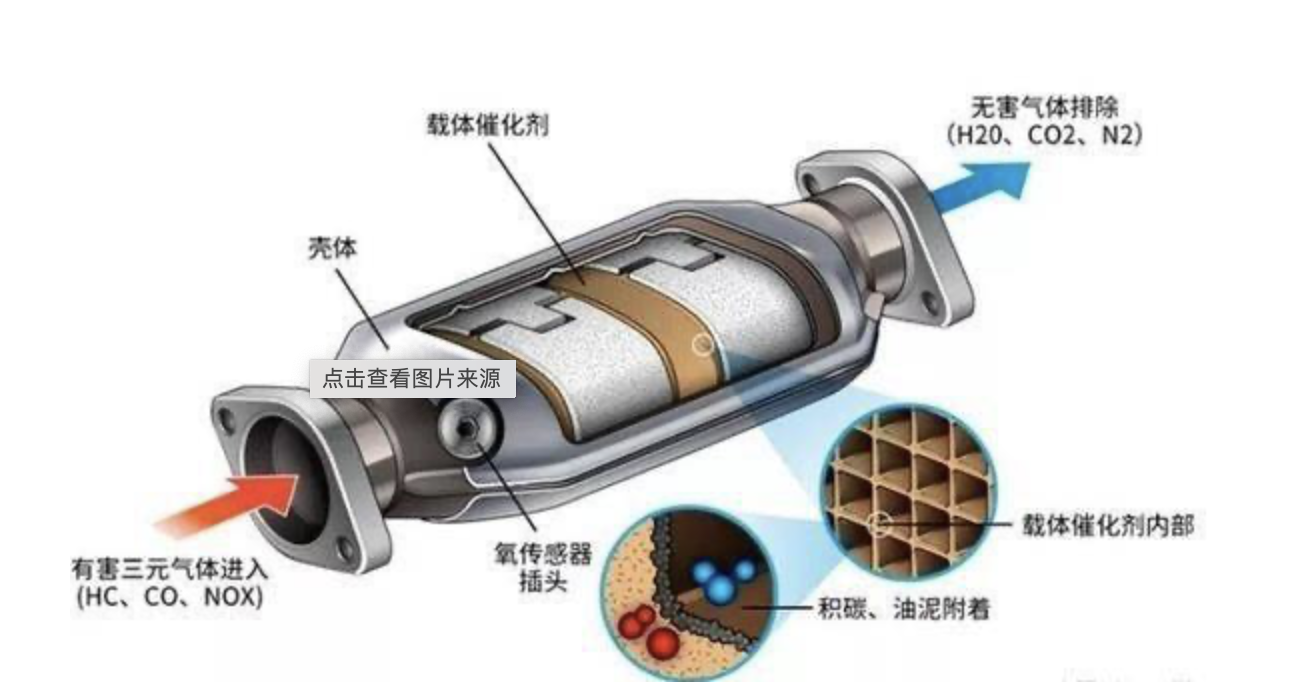 无害气体排除
(H20、CO2、N2)
载体催化剂
壳体
点击查看图片来源
载体催化剂内部
氧传感器
插头
有害三元气体进入
(HC、CO、NOX)
积碳、油泥附着